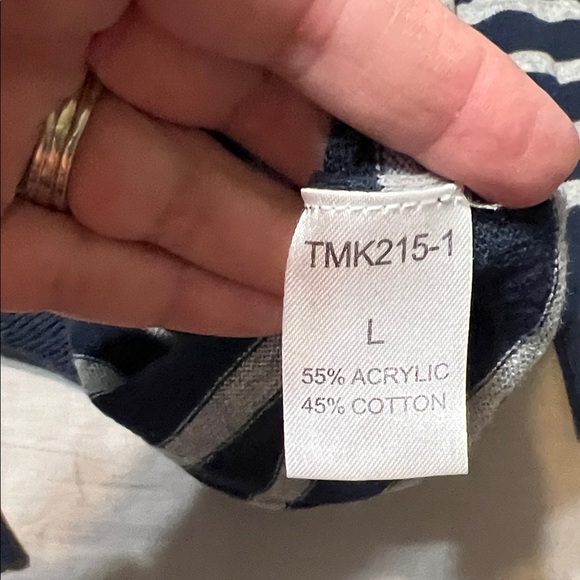 TMK215-1
L
55% ACRYLIC
45% COTTON